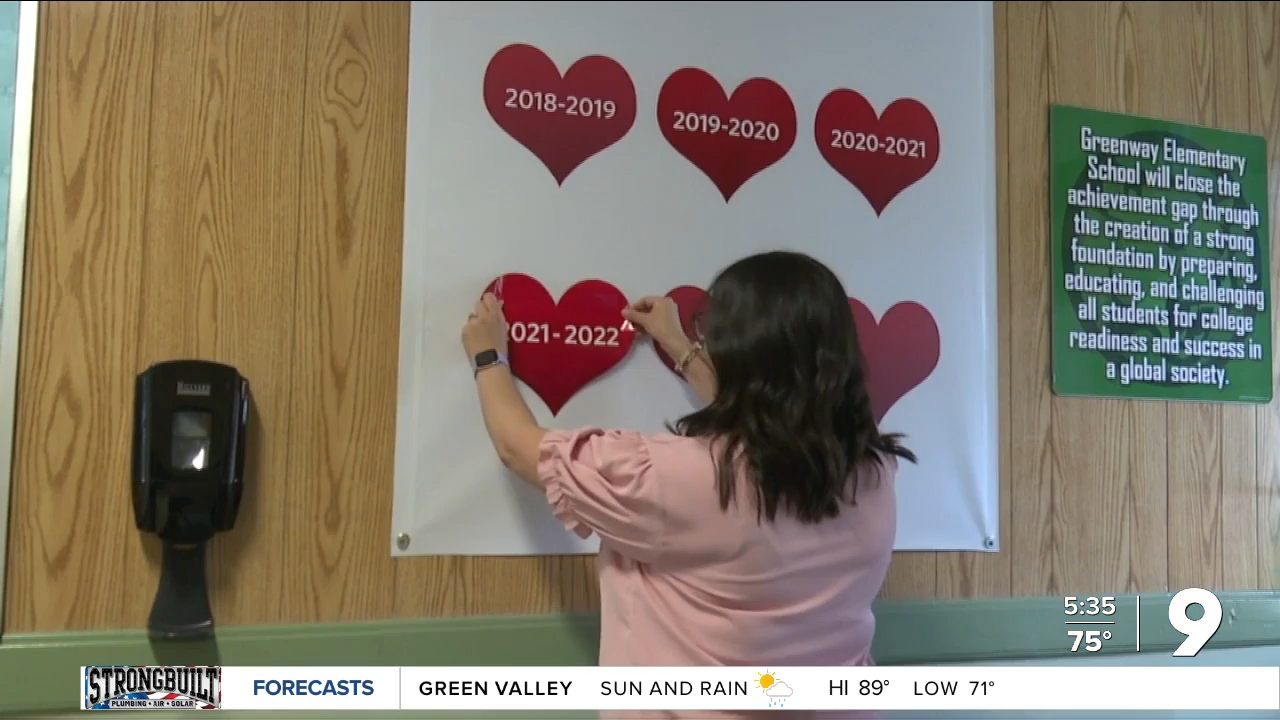 2018-2019
2019-2020
2020-2021
2021-2022
Greenway Elementary
School will close the
achievement gap through
the creation of a strong
foundation by preparing,
educating, and challenging
all students for college
readiness and success in
a global society.
5:35
75°
9
STRONGBUILT
PLUMBING • AIR • SOLAR
FORECASTS
GREEN VALLEY
SUN AND RAIN
HI 89°
LOW 71°